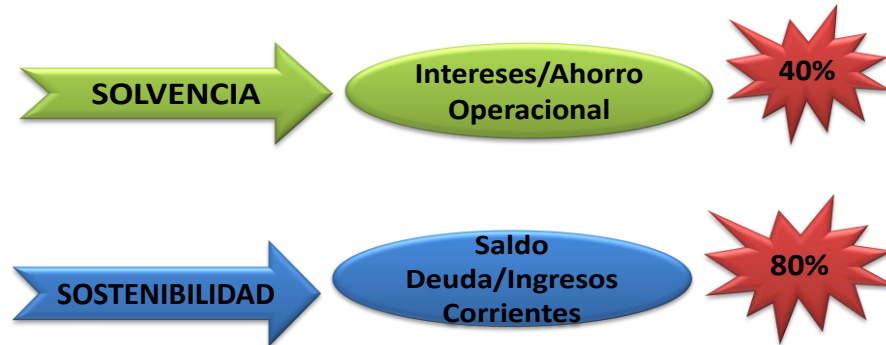 SOLVENCIA
Intereses/Ahorro
Operacional
40%
SOSTENIBILIDAD
Saldo
Deuda/Ingresos
Corrientes
80%